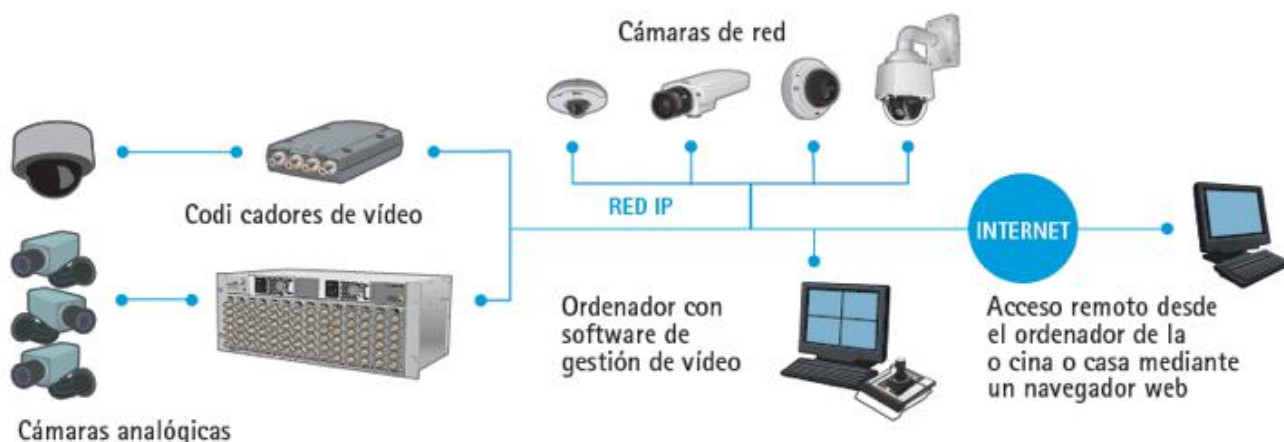 Cámaras de red
Codi cadores de vídeo
RED IP
INTERNET
Ordenador con
software de
gestión de vídeo
Acceso remoto desde
el ordenador de la
o cina o casa mediante
un navegador web
Cámaras analógicas